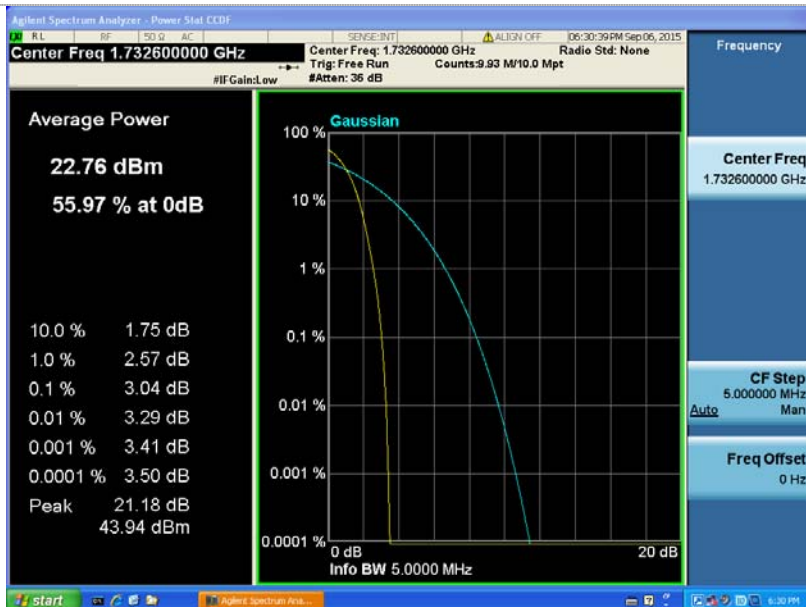 Agilent Spectrum Analyzer - Power Stat CCDF
RL RF 50 Ω AC SENSE:INT ALIGN OFF 06:30:39 PM Sep 06, 2015
Center Freq 1.732600000 GHz
Center Freq: 1.732600000 GHz Radio Std: None
Trig: Free Run Counts:9.93 M/10.0 Mpt
#IFGain:Low #Atten: 36 dB
Frequency
Average Power
22.76 dBm
55.97 % at 0dB
10.0 % 1.75 dB
1.0 % 2.57 dB
0.1 % 3.04 dB
0.01 % 3.29 dB
0.001 % 3.41 dB
0.0001 % 3.50 dB
Peak 21.18 dB
43.94 dBm
Gaussian
100 %
10 %
1 %
0.1 %
0.01 %
0.001 %
0.0001 %
0 dB 20 dB
Info BW 5.0000 MHz
Center Freq
1.732600000 GHz
CF Step
5.000000 MHz
Auto Man
Freq Offset
0 Hz
start Agilent Spectrum Ana... 6:30 PM